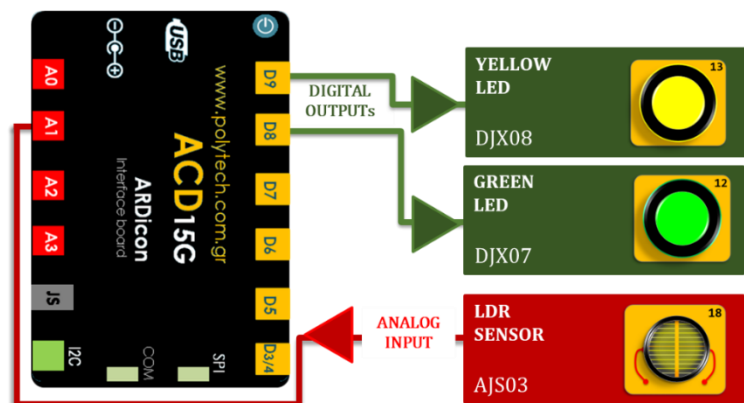 USB
A0
A1
A2
A3
JS
I2C
COM
SPI
D9
D8
D7
D6
D5
D3/4
www.polytech.com.gr
ACD15G
ARDicon
Interface board
DIGITAL
OUTPUTs
YELLOW
LED
DJX08
13
GREEN
LED
DJX07
12
ANALOG
INPUT
LDR
SENSOR
AJS03
18